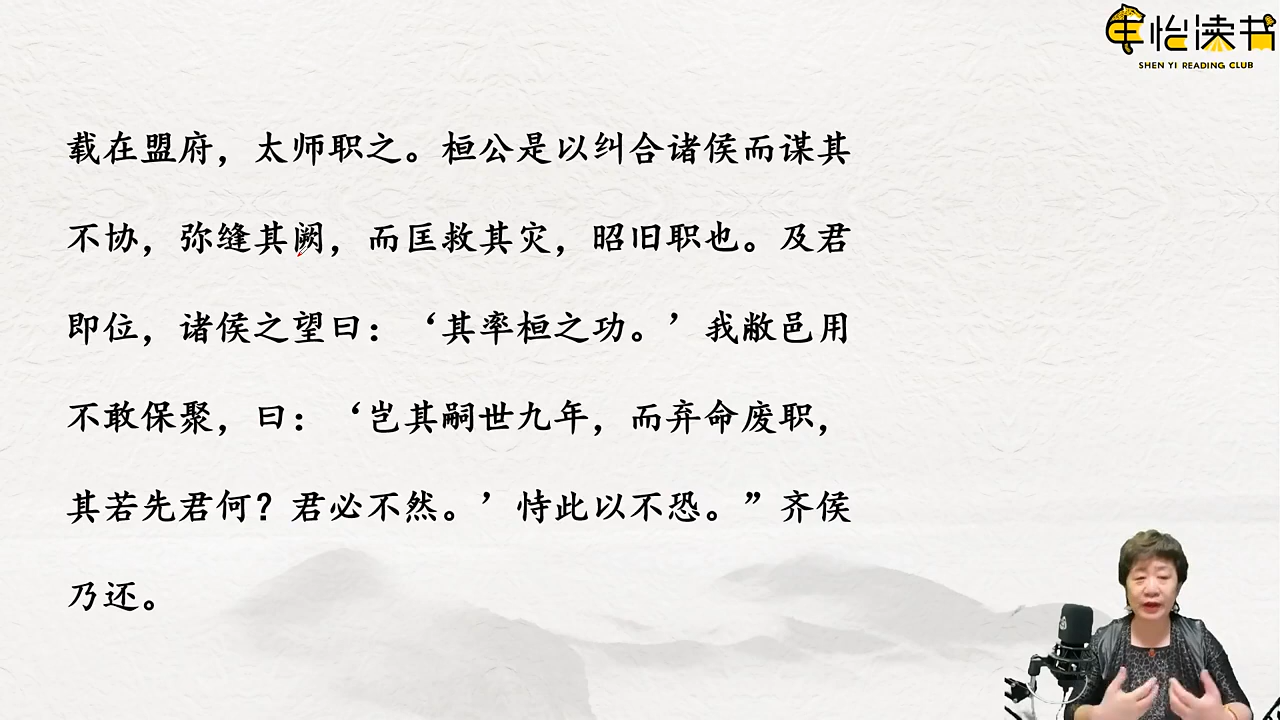 申怡读书
SHEN YI READING CLUB
载在盟府，太师职之。桓公是以纠合诸侯而谋其
不协，弥缝其阙，而匡救其灾，昭旧职也。及君
即位，诸侯之望曰：‘其率桓之功。’我敝邑用
不敢保聚，曰：‘岂其嗣世九年，而弃命废职，
其若先君何？君必不然。’恃此以不恐。”齐侯
乃还。